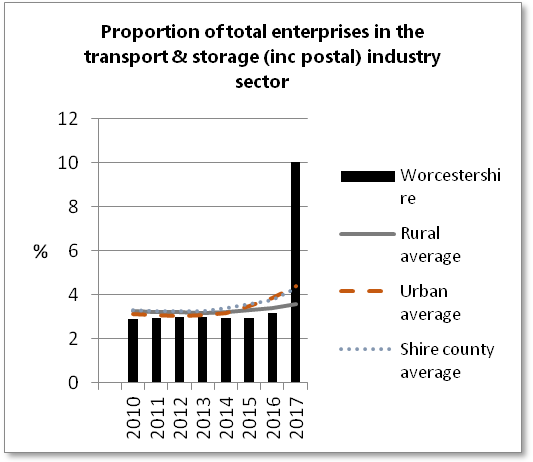 Proportion of total enterprises in the
transport & storage (inc postal) industry
sector
12
10
8
6
4
2
0
%
2010
2011
2012
2013
2014
2015
2016
2017
Worcestershi
re
Rural
average
Urban
average
Shire county
average